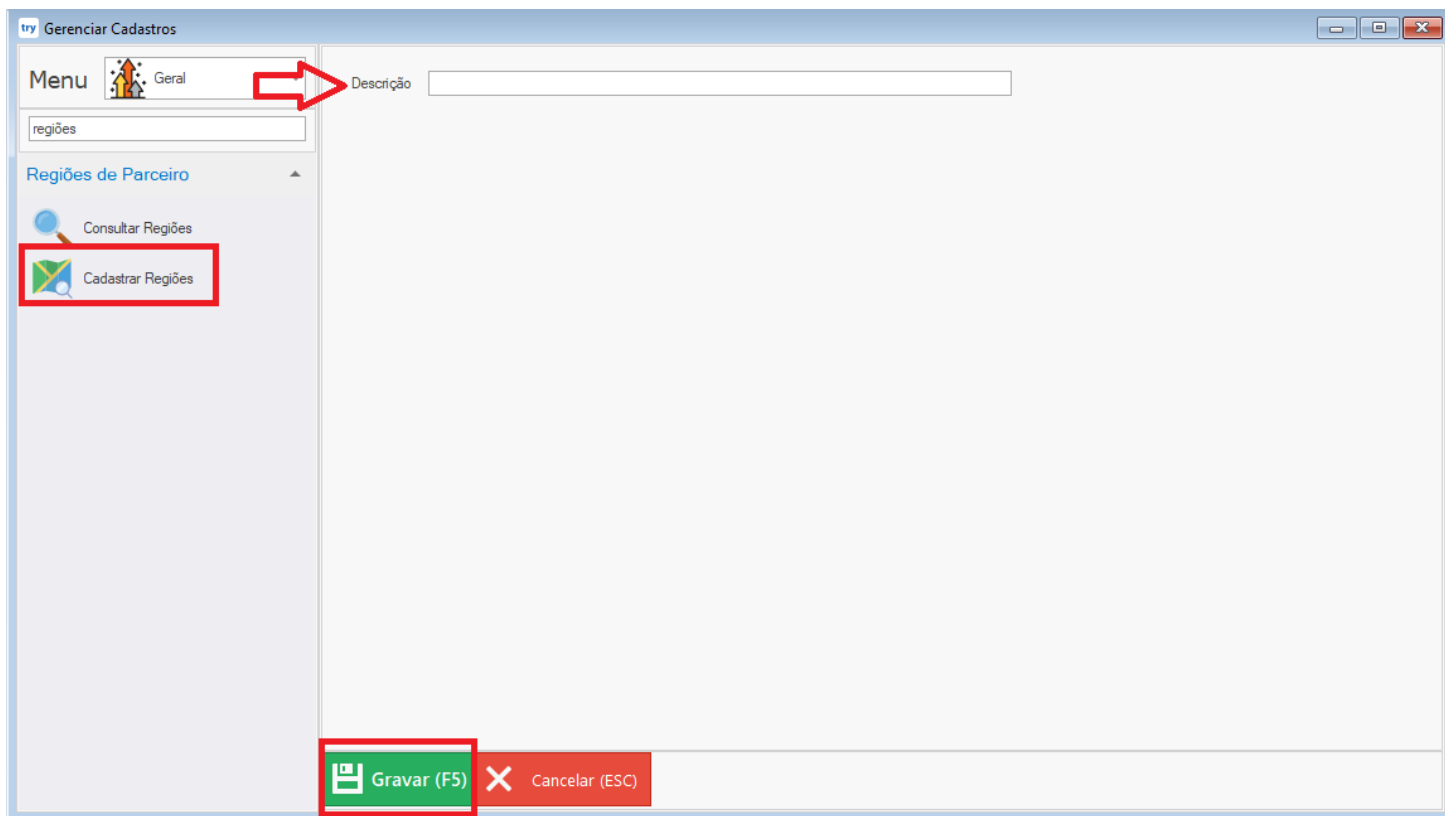 try Gerenciar Cadastros
Menu Geral
Descrição
regiões
Regiões de Parceiro
Consultar Regiões
Cadastrar Regiões
Gravar (F5) Cancelar (ESC)